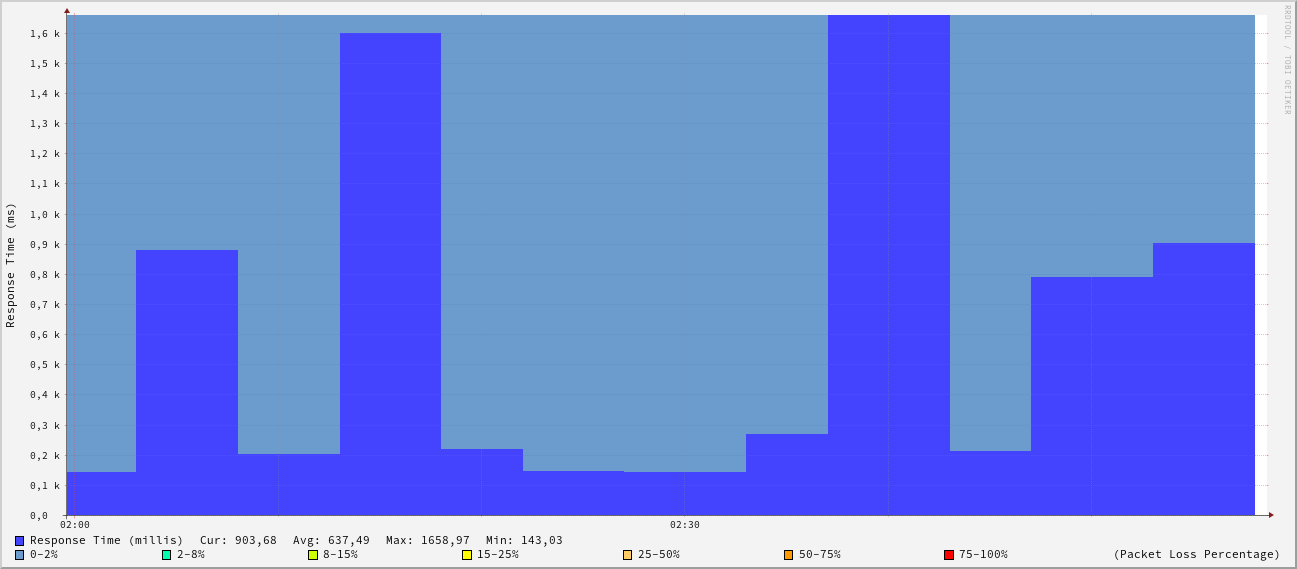 RRDTOOL / TOBI OETIKER
Response Time (ms)
1,6 k
1,5 k
1,4 k
1,3 k
1,2 k
1,1 k
1,0 k
0,9 k
0,8 k
0,7 k
0,6 k
0,5 k
0,4 k
0,3 k
0,2 k
0,1 k
0,0
02:00 02:30
Response Time (millis) Cur: 903,68 Avg: 637,49 Max: 1658,97 Min: 143,03
0-2% 2-8% 8-15% 15-25% 25-50% 50-75% 75-100% (Packet Loss Percentage)